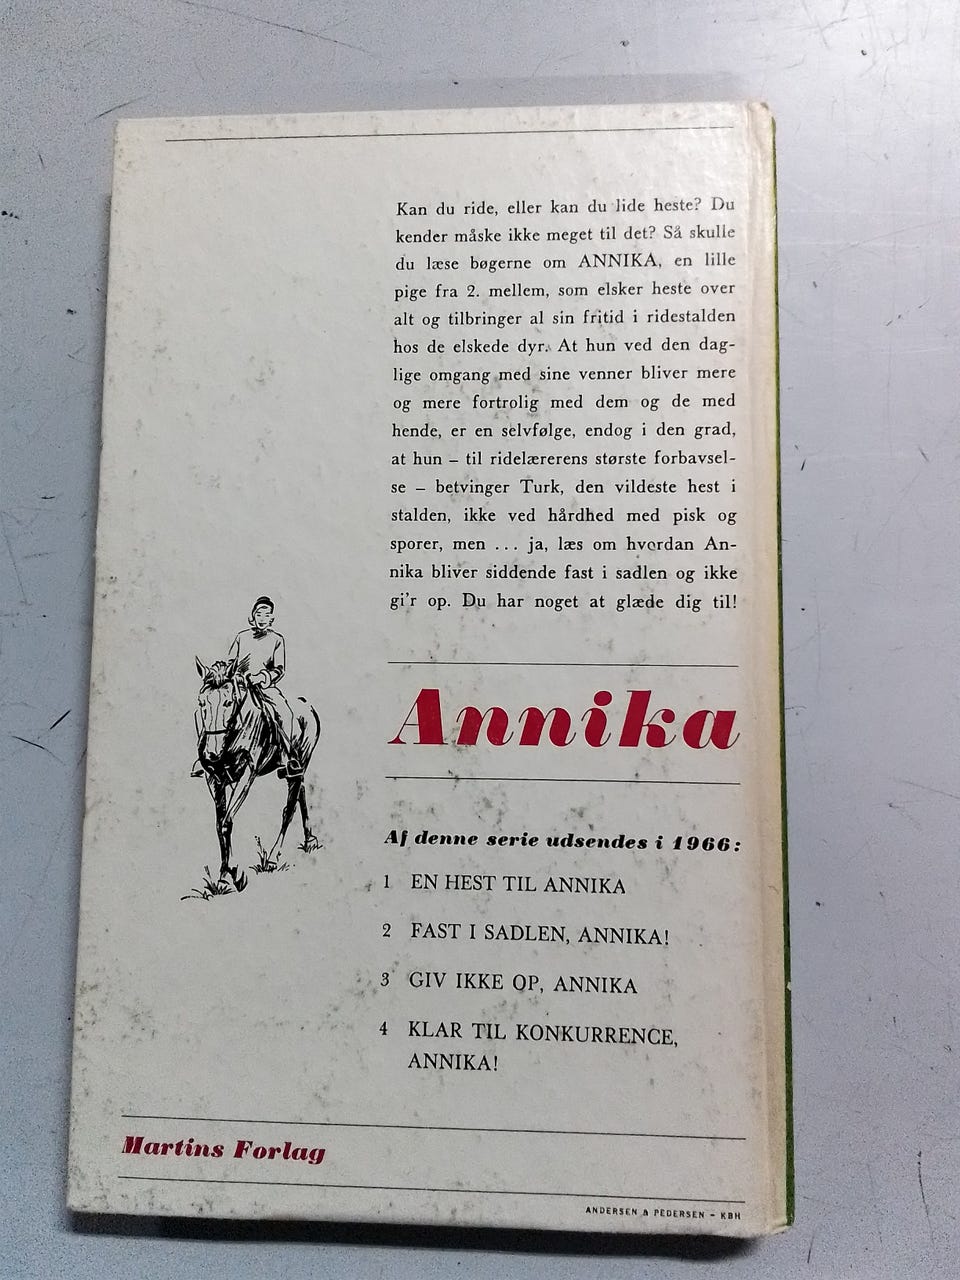 Kan du ride, eller kan du lide heste? Du
kender måske ikke meget til det? Så skulle
du læse bøgerne om ANNIKA, en lille
pige fra 2. mellem, som elsker heste over
alt og tilbringer al sin fritid i ridestalden
hos de elskede dyr. At hun ved den dag-
lige omgang med sine venner bliver mere
og mere fortrolig med dem og de med
hende, er en selvfølge, endog i den grad,
at hun – til ridelærerens største forbavsel-
se – betvinger Turk, den vildeste hest i
stalden, ikke ved hårdhed med pisk og
sporer, men ... ja, læs om hvordan An-
nika bliver siddende fast i sadlen og ikke
gi'r op. Du har noget at glæde dig til!
Annika
Af denne serie udsendes i 1966:
1 EN HEST TIL ANNIKA
2 FAST I SADLEN, ANNIKA!
3 GIV IKKE OP, ANNIKA
4 KLAR TIL KONKURRENCE,
ANNIKA!
Martins Forlag
ANDERSEN & PEDERSEN – KBH